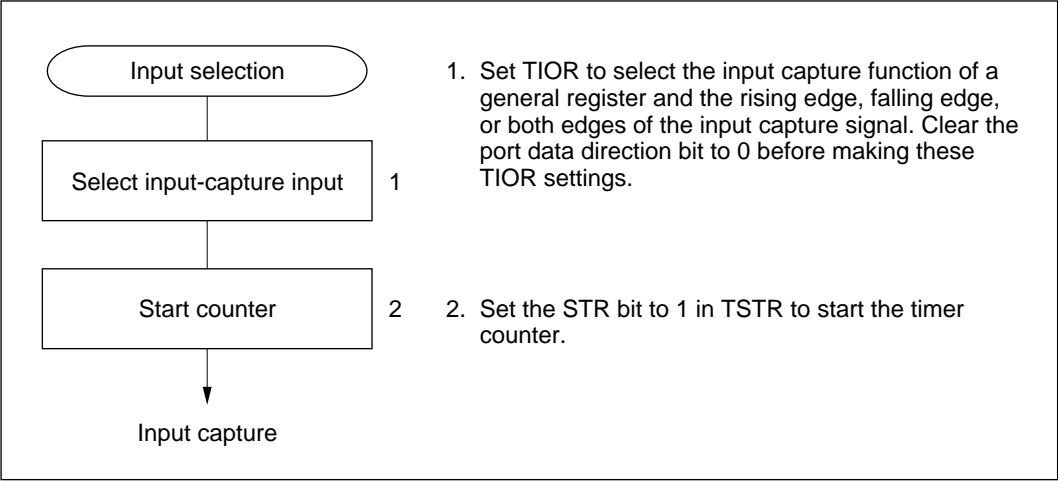 Input selection
Select input-capture input
1
Start counter
2
Input capture
1. Set TIOR to select the input capture function of a
general register and the rising edge, falling edge,
or both edges of the input capture signal. Clear the
port data direction bit to 0 before making these
TIOR settings.
2. Set the STR bit to 1 in TSTR to start the timer
counter.